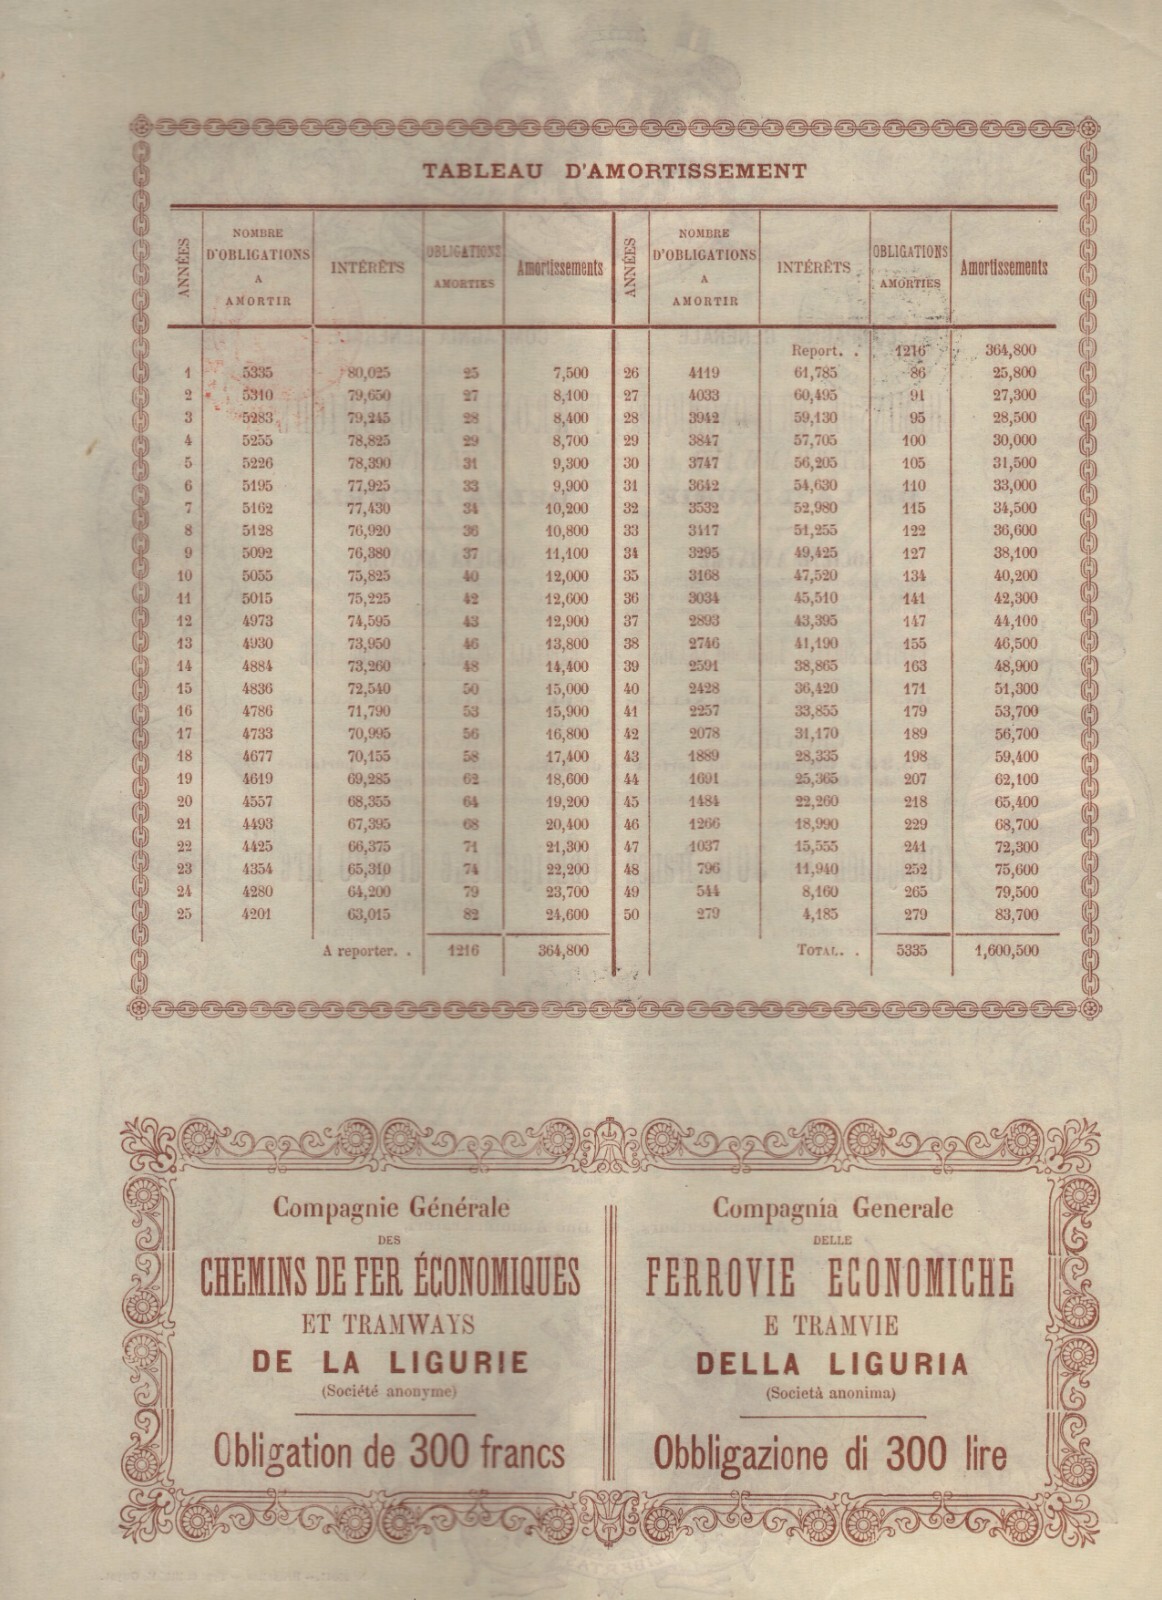 TABLEAU D'AMORTISSEMENT
ANNÉES NOMBRE D'OBLIGATIONS A AMORTIR INTÉRÊTS OBLIGATIONS AMORTIES Amortissements ANNÉES NOMBRE D'OBLIGATIONS A AMORTIR INTÉRÊTS OBLIGATIONS AMORTIES Amortissements
Report. . 1216 364,800
1 5335 80,025 25 7,500 26 4119 61,785 86 25,800
2 5310 79,650 27 8,100 27 4033 60,495 91 27,300
3 5283 79,245 28 8,400 28 3942 59,130 95 28,500
4 5255 78,825 29 8,700 29 3847 57,705 100 30,000
5 5226 78,390 31 9,300 30 3747 56,205 105 31,500
6 5195 77,925 33 9,900 31 3642 54,630 110 33,000
7 5162 77,430 34 10,200 32 3532 52,980 115 34,500
8 5128 76,920 36 10,800 33 3417 51,255 122 36,600
9 5092 76,380 37 11,100 34 3295 49,425 127 38,100
10 5055 75,825 40 12,000 35 3168 47,520 134 40,200
11 5015 75,225 42 12,600 36 3034 45,510 141 42,300
12 4973 74,595 43 12,900 37 2893 43,395 147 44,100
13 4930 73,950 46 13,800 38 2746 41,190 155 46,500
14 4884 73,260 48 14,400 39 2591 38,865 163 48,900
15 4836 72,540 50 15,000 40 2428 36,420 171 51,300
16 4786 71,790 53 15,900 41 2257 33,855 179 53,700
17 4733 70,995 56 16,800 42 2078 31,170 189 56,700
18 4677 70,155 58 17,400 43 1889 28,335 198 59,400
19 4619 69,285 62 18,600 44 1691 25,365 207 62,100
20 4557 68,355 64 19,200 45 1484 22,260 218 65,400
21 4493 67,395 68 20,400 46 1266 18,990 229 68,700
22 4425 66,375 71 21,300 47 1037 15,555 241 72,300
23 4354 65,310 74 22,200 48 796 11,940 252 75,600
24 4280 64,200 79 23,700 49 544 8,160 265 79,500
25 4201 63,015 82 24,600 50 279 4,185 279 83,700
A reporter. . 1216 364,800 TOTAL. . 5335 1,600,500
Compagnie Générale
DES
CHEMINS DE FER ÉCONOMIQUES
ET TRAMWAYS
DE LA LIGURIE
(Société anonyme)
Obligation de 300 francs
Compagnía Generale
DELLE
FERROVIE ECONOMICHE
E TRAMVIE
DELLA LIGURIA
(Società anonima)
Obbligazione di 300 lire